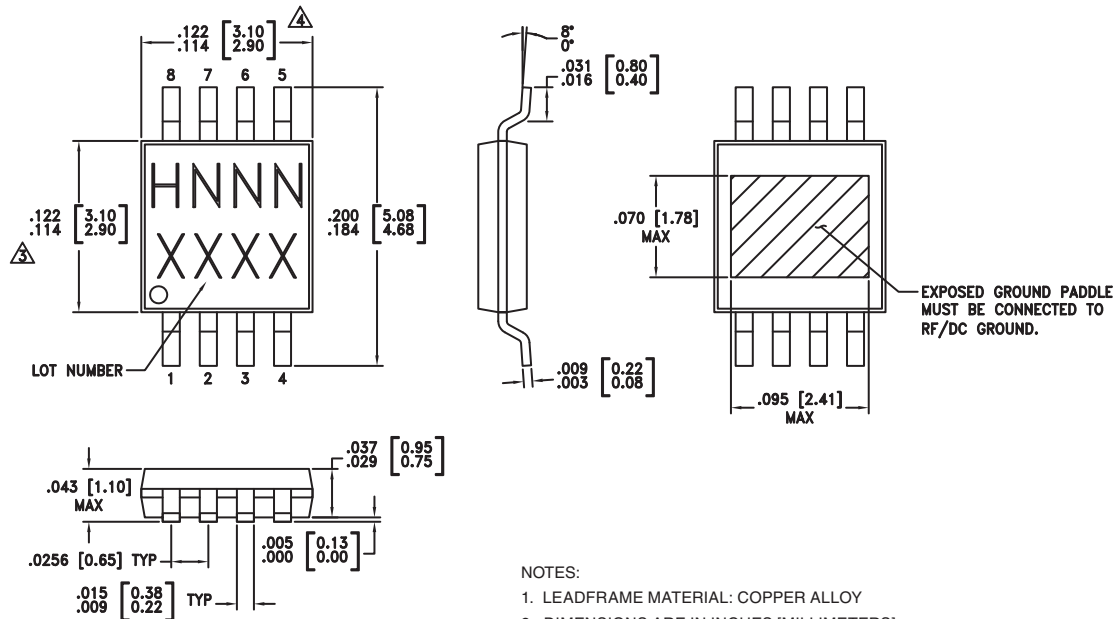 .122 [3.10]
.114 [2.90]
4
8 7 6 5
HNNN
XXXX
.122 [3.10]
.114 [2.90]
3
.200 [5.08]
.184 [4.68]
LOT NUMBER
1 2 3 4
8°
0°
.031 [0.80]
.016 [0.40]
.009 [0.22]
.003 [0.08]
.070 [1.78]
MAX
EXPOSED GROUND PADDLE
MUST BE CONNECTED TO
RF/DC GROUND.
.095 [2.41]
MAX
.037 [0.95]
.029 [0.75]
.043 [1.10]
MAX
.005 [0.13]
.000 [0.00]
.0256 [0.65] TYP
.015 [0.38]
.009 [0.22]
TYP
NOTES:
1. LEADFRAME MATERIAL: COPPER ALLOY